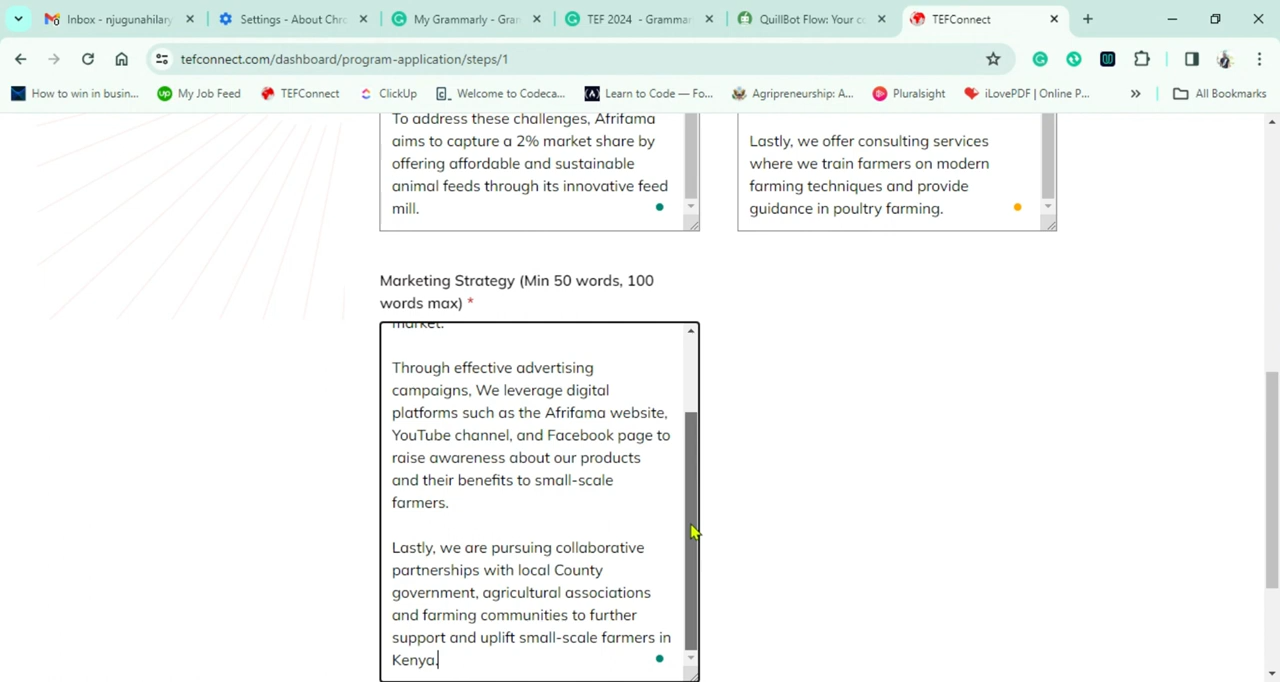 Inbox - njugunahilary
Settings - About Chro
My Grammarly - Gran
TEF 2024 - Grammar
QuillBot Flow: Your c
TEFConnect
tefconnect.com/dashboard/program-application/steps/1
How to win in busin...
My Job Feed
TEFConnect
ClickUp
Welcome to Codeca...
Learn to Code — Fo...
Agripreneurship: A...
Pluralsight
iLovePDF | Online P...
»
All Bookmarks
To address these challenges, Afrifama
aims to capture a 2% market share by
offering affordable and sustainable
animal feeds through its innovative feed
mill.
Lastly, we offer consulting services
where we train farmers on modern
farming techniques and provide
guidance in poultry farming.
Marketing Strategy (Min 50 words, 100
words max) *
market.
Through effective advertising
campaigns, We leverage digital
platforms such as the Afrifama website,
YouTube channel, and Facebook page to
raise awareness about our products
and their benefits to small-scale
farmers.
Lastly, we are pursuing collaborative
partnerships with local County
government, agricultural associations
and farming communities to further
support and uplift small-scale farmers in
Kenya.